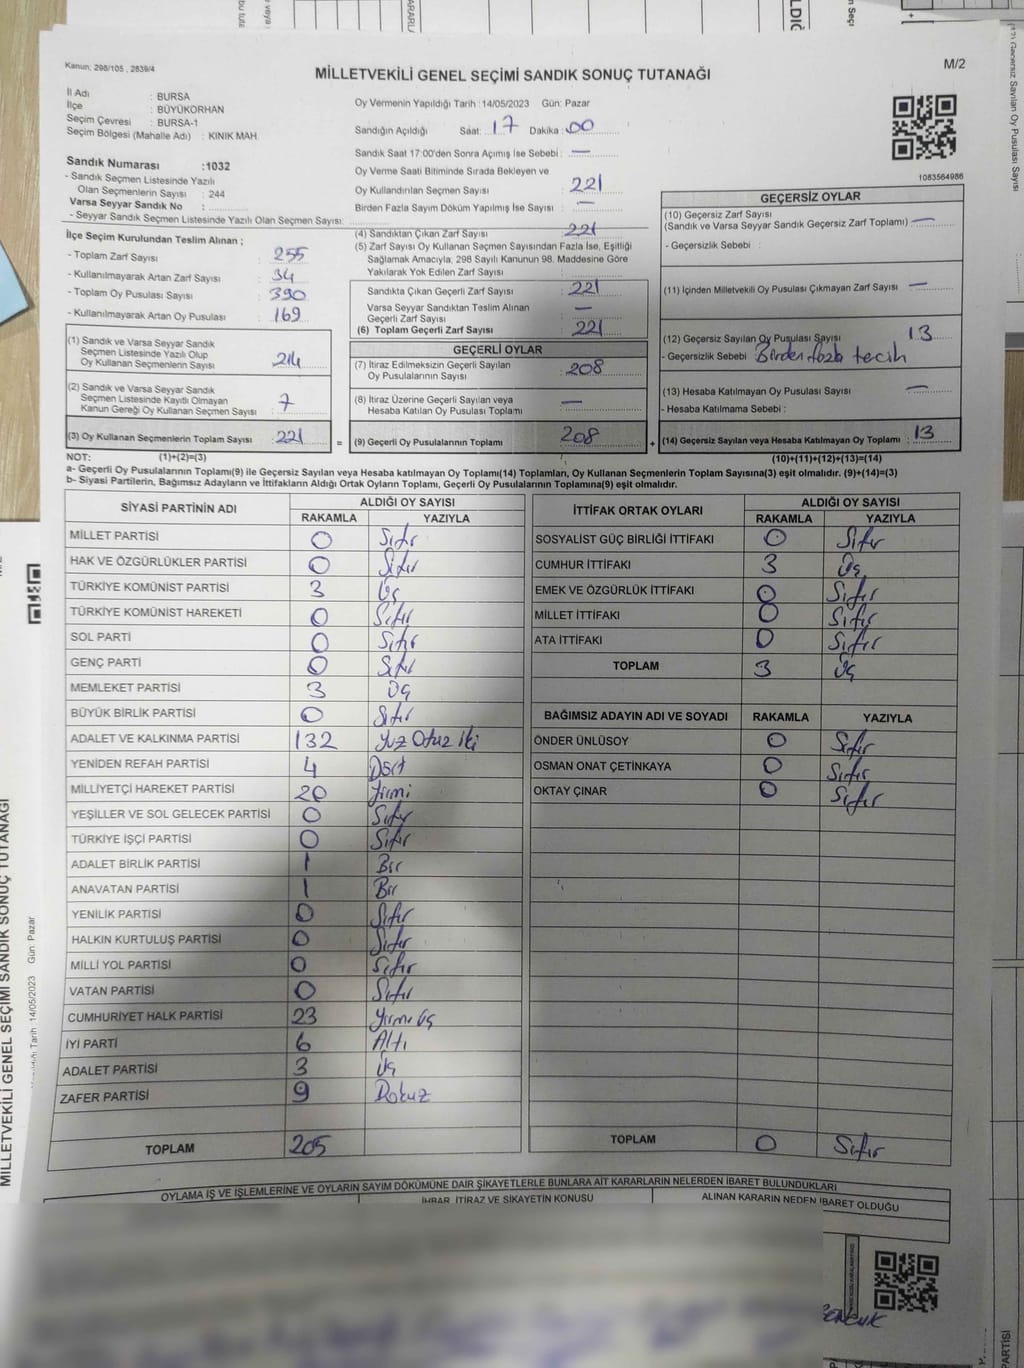 Kanun; 298/105 , 2839/4
MİLLETVEKİLİ GENEL SEÇİMİ SANDIK SONUÇ TUTANAĞI
M/2
İl Adı : BURSA
İlçe : BÜYÜKORHAN
Seçim Çevresi : BURSA-1
Seçim Bölgesi (Mahalle Adı) : KINIK MAH.
Sandık Numarası :1032
- Sandık Seçmen Listesinde Yazılı
Olan Seçmenlerin Sayısı : 244
Varsa Seyyar Sandık No :
- Seyyar Sandık Seçmen Listesinde Yazılı Olan Seçmen Sayısı:
Oy Vermenin Yapıldığı Tarih :14/05/2023 Gün: Pazar
Sandığın Açıldığı Saat: 17 Dakika :00
Sandık Saat 17:00'den Sonra Açımış İse Sebebi : —
Oy Verme Saati Bitiminde Sırada Bekleyen ve
Oy Kullandırılan Seçmen Sayısı : 221
Birden Fazla Sayım Döküm Yapılmış İse Sayısı : —
1083564986
İlçe Seçim Kurulundan Teslim Alınan ;
- Toplam Zarf Sayısı : 255
- Kullanılmayarak Artan Zarf Sayısı : 34
- Toplam Oy Pusulası Sayısı : 390
- Kullanılmayarak Artan Oy Pusulası : 169
(1) Sandık ve Varsa Seyyar Sandık
Seçmen Listesinde Yazılı Olup
Oy Kullanan Seçmenlerin Sayısı : 214
(2) Sandık ve Varsa Seyyar Sandık
Seçmen Listesinde Kayıtlı Olmayan
Kanun Gereği Oy Kullanan Seçmen Sayısı : 7
(3) Oy Kullanan Seçmenlerin Toplam Sayısı : 221
(4) Sandıktan Çıkan Zarf Sayısı : 221
(5) Zarf Sayısı Oy Kullanan Seçmen Sayısından Fazla İse, Eşitliği
Sağlamak Amacıyla, 298 Sayılı Kanunun 98. Maddesine Göre
Yakılarak Yok Edilen Zarf Sayısı :
Sandıkta Çıkan Geçerli Zarf Sayısı : 221
Varsa Seyyar Sandıktan Teslim Alınan
Geçerli Zarf Sayısı : —
(6) Toplam Geçerli Zarf Sayısı : 221
GEÇERLİ OYLAR
(7) İtiraz Edilmeksizin Geçerli Sayılan
Oy Pusulalarının Sayısı : 208
(8) İtiraz Üzerine Geçerli Sayılan veya
Hesaba Katılan Oy Pusulası Toplamı : —
= (9) Geçerli Oy Pusulalarının Toplamı : 208 +
GEÇERSİZ OYLAR
(10) Geçersiz Zarf Sayısı
(Sandık ve Varsa Seyyar Sandık Geçersiz Zarf Toplamı) : —
- Geçersizlik Sebebi :
(11) İçinden Milletvekili Oy Pusulası Çıkmayan Zarf Sayısı : —
(12) Geçersiz Sayılan Oy Pusulası Sayısı : 13
- Geçersizlik Sebebi : Birden fazla tecih
(13) Hesaba Katılmayan Oy Pusulası Sayısı : —
- Hesaba Katılmama Sebebi :
(14) Geçersiz Sayılan veya Hesaba Katılmayan Oy Toplamı : 13
NOT: (1)+(2)=(3)
(10)+(11)+(12)+(13)=(14)
a- Geçerli Oy Pusulalarının Toplamı(9) ile Geçersiz Sayılan veya Hesaba katılmayan Oy Toplamı(14) Toplamları, Oy Kullanan Seçmenlerin Toplam Sayısına(3) eşit olmalıdır. (9)+(14)=(3)
b- Siyasi Partilerin, Bağımsız Adayların ve İttifakların Aldığı Ortak Oyların Toplamı, Geçerli Oy Pusulalarının Toplamına(9) eşit olmalıdır.
SİYASİ PARTİNİN ADI ALDIĞI OY SAYISI
RAKAMLA YAZIYLA
MİLLET PARTİSİ 0 Sıfır
HAK VE ÖZGÜRLÜKLER PARTİSİ 0 Sıfır
TÜRKİYE KOMÜNİST PARTİSİ 3 Üç
TÜRKİYE KOMÜNİST HAREKETİ 0 Sıfır
SOL PARTİ 0 Sıfır
GENÇ PARTİ 0 Sıfır
MEMLEKET PARTİSİ 3 Üç
BÜYÜK BİRLİK PARTİSİ 0 Sıfır
ADALET VE KALKINMA PARTİSİ 132 Yüz Otuz İki
YENİDEN REFAH PARTİSİ 4 Dört
MİLLİYETÇİ HAREKET PARTİSİ 20 Yirmi
YEŞİLLER VE SOL GELECEK PARTİSİ 0 Sıfır
TÜRKİYE İŞÇİ PARTİSİ 0 Sıfır
ADALET BİRLİK PARTİSİ 1 Bir
ANAVATAN PARTİSİ 1 Bir
YENİLİK PARTİSİ 0 Sıfır
HALKIN KURTULUŞ PARTİSİ 0 Sıfır
MİLLİ YOL PARTİSİ 0 Sıfır
VATAN PARTİSİ 0 Sıfır
CUMHURİYET HALK PARTİSİ 23 Yirmi Üç
İYİ PARTİ 6 Altı
ADALET PARTİSİ 3 Üç
ZAFER PARTİSİ 9 Dokuz
TOPLAM 205
İTTİFAK ORTAK OYLARI ALDIĞI OY SAYISI
RAKAMLA YAZIYLA
SOSYALİST GÜÇ BİRLİĞİ İTTİFAKI 0 Sıfır
CUMHUR İTTİFAKI 3 Üç
EMEK VE ÖZGÜRLÜK İTTİFAKI 0 Sıfır
MİLLET İTTİFAKI 0 Sıfır
ATA İTTİFAKI 0 Sıfır
TOPLAM 3 Üç
BAĞIMSIZ ADAYIN ADI VE SOYADI RAKAMLA YAZIYLA
ÖNDER ÜNLÜSOY 0 Sıfır
OSMAN ONAT ÇETİNKAYA 0 Sıfır
OKTAY ÇINAR 0 Sıfır
TOPLAM 0 Sıfır
OYLAMA İŞ VE İŞLEMLERİNE VE OYLARIN SAYIM DÖKÜMÜNE DAİR ŞİKAYETLERLE BUNLARA AİT KARARLARIN NELERDEN İBARET BULUNDUKLARI
İHBAR, İTİRAZ VE ŞİKAYETİN KONUSU
ALINAN KARARIN NEDEN İBARET OLDUĞU
MİLLETVEKİLİ GENEL SEÇİMİ SANDIK SONUÇ TUTANAĞI
Tarih 14/05/2023 Gün: Pazar